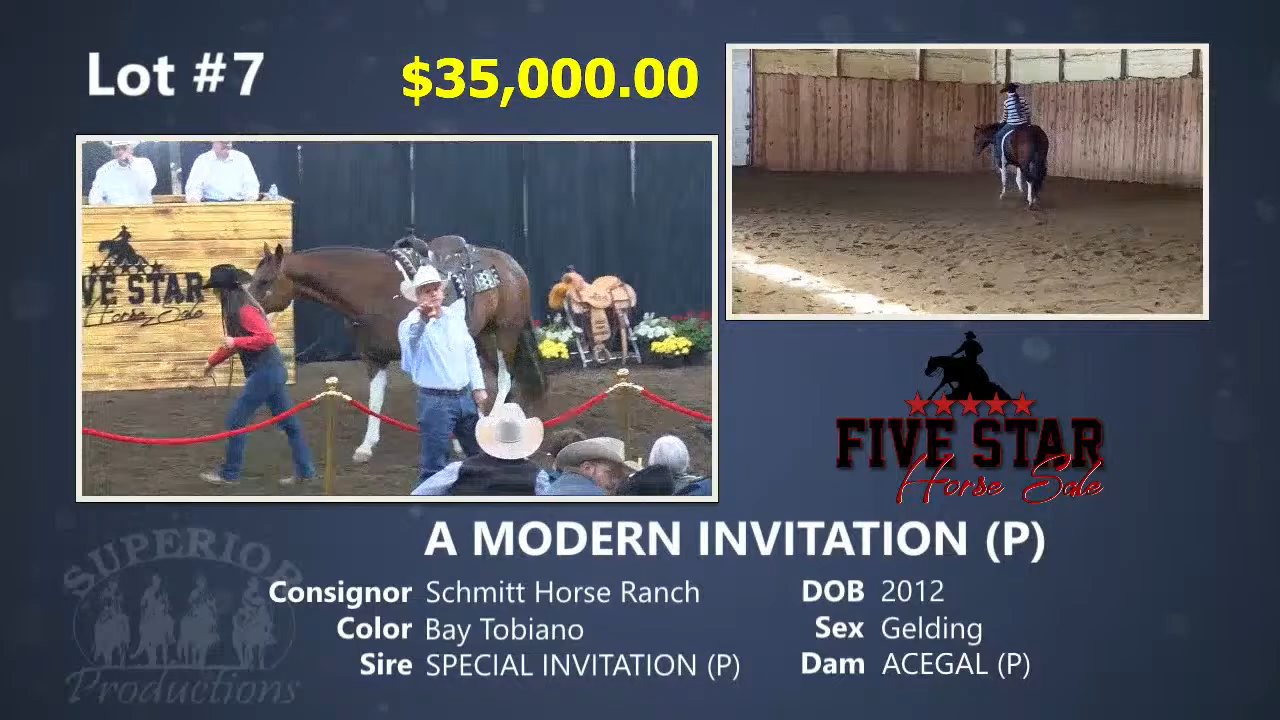 Lot #7
$35,000.00
VE STAR
Horse Sale
FIVE STAR
Horse Sale
A MODERN INVITATION (P)
Consignor Schmitt Horse Ranch
DOB 2012
Color Bay Tobiano
Sex Gelding
Sire SPECIAL INVITATION (P)
Dam ACEGAL (P)
SUPERIOR
Productions